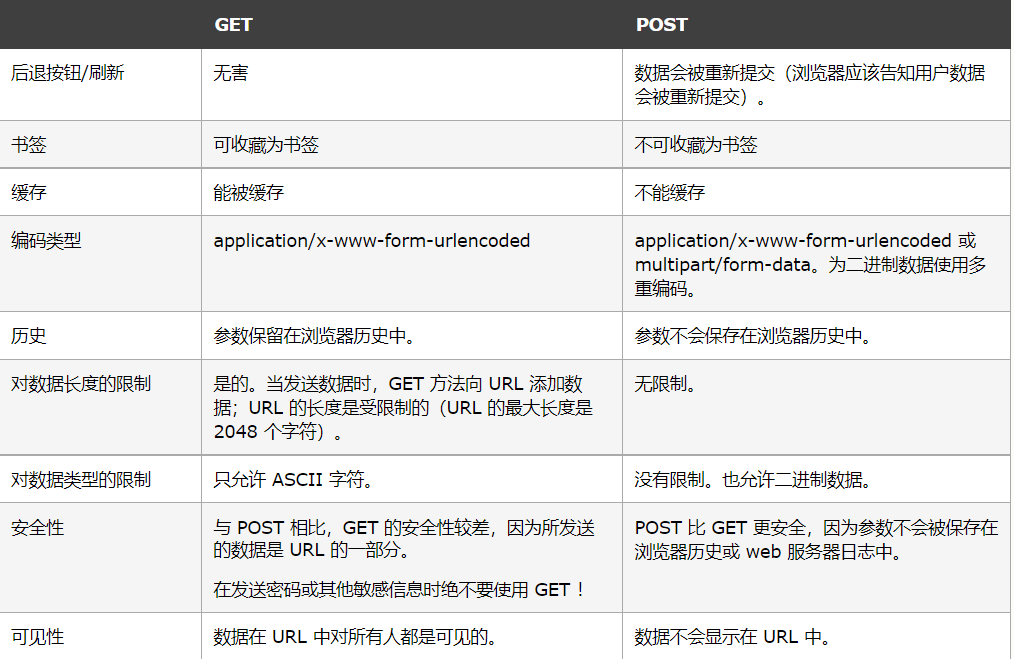 GET POST
后退按钮/刷新 无害 数据会被重新提交（浏览器应该告知用户数据
会被重新提交）。
书签 可收藏为书签 不可收藏为书签
缓存 能被缓存 不能缓存
编码类型 application/x-www-form-urlencoded application/x-www-form-urlencoded 或
multipart/form-data。为二进制数据使用多
重编码。
历史 参数保留在浏览器历史中。 参数不会保存在浏览器历史中。
对数据长度的限制 是的。当发送数据时，GET 方法向 URL 添加数 无限制。
据；URL 的长度是受限制的（URL 的最大长度是
2048 个字符）。
对数据类型的限制 只允许 ASCII 字符。 没有限制。也允许二进制数据。
安全性 与 POST 相比，GET 的安全性较差，因为所发送 POST 比 GET 更安全，因为参数不会被保存在
的数据是 URL 的一部分。 浏览器历史或 web 服务器日志中。
在发送密码或其他敏感信息时绝不要使用 GET ！
可见性 数据在 URL 中对所有人都是可见的。 数据不会显示在 URL 中。